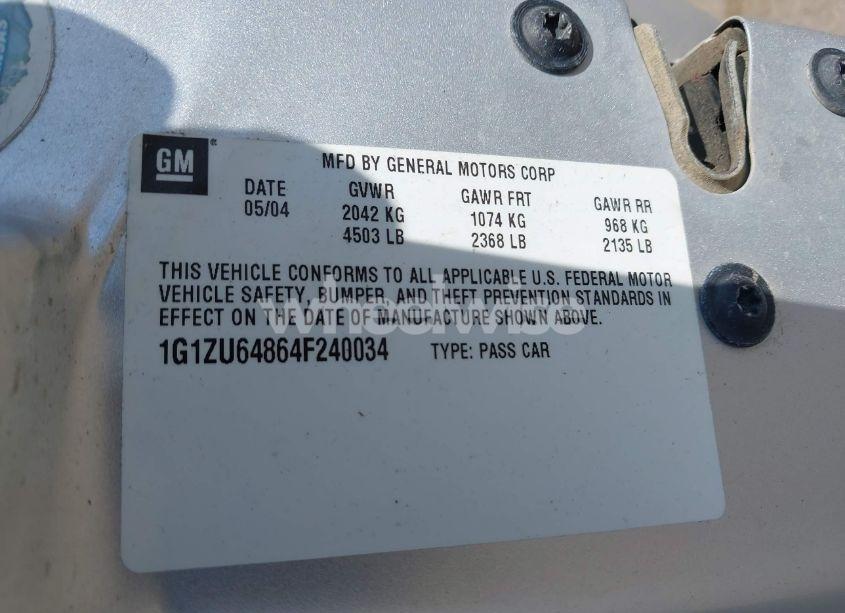 GM ® MFD BY GENERAL MOTORS CORP
DATE GVWR GAWR FRT GAWR RR
05/04 2042 KG 1074 KG 968 KG
4503 LB 2368 LB 2135 LB
THIS VEHICLE CONFORMS TO ALL APPLICABLE U.S. FEDERAL MOTOR
VEHICLE SAFETY, BUMPER, AND THEFT PREVENTION STANDARDS IN
EFFECT ON THE DATE OF MANUFACTURE SHOWN ABOVE.
wheelwise
1G1ZU64864F240034 TYPE: PASS CAR